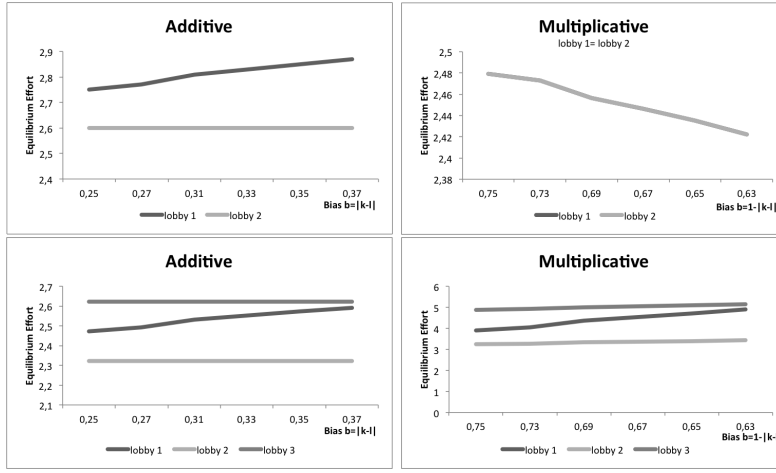 Additive
Equilibrium Effort
2,9
2,8
2,7
2,6
2,5
2,4
0,25 0,27 0,31 0,33 0,35 0,37
Bias b=|k-l|
lobby 1 lobby 2
Multiplicative
lobby 1= lobby 2
Equilibrium Effort
2,5
2,48
2,46
2,44
2,42
2,4
2,38
0,75 0,73 0,69 0,67 0,65 0,63
Bias b=1-|k-l|
lobby 1 lobby 2
Additive
Equilibrium Effort
2,7
2,6
2,5
2,4
2,3
2,2
2,1
0,25 0,27 0,31 0,33 0,35 0,37
Bias b=|k-l|
lobby 1 lobby 2 lobby 3
Multiplicative
Equilibrium Effort
6
5
4
3
2
1
0
0,75 0,73 0,69 0,67 0,65 0,63
Bias b=1-|k-
lobby 1 lobby 2 lobby 3